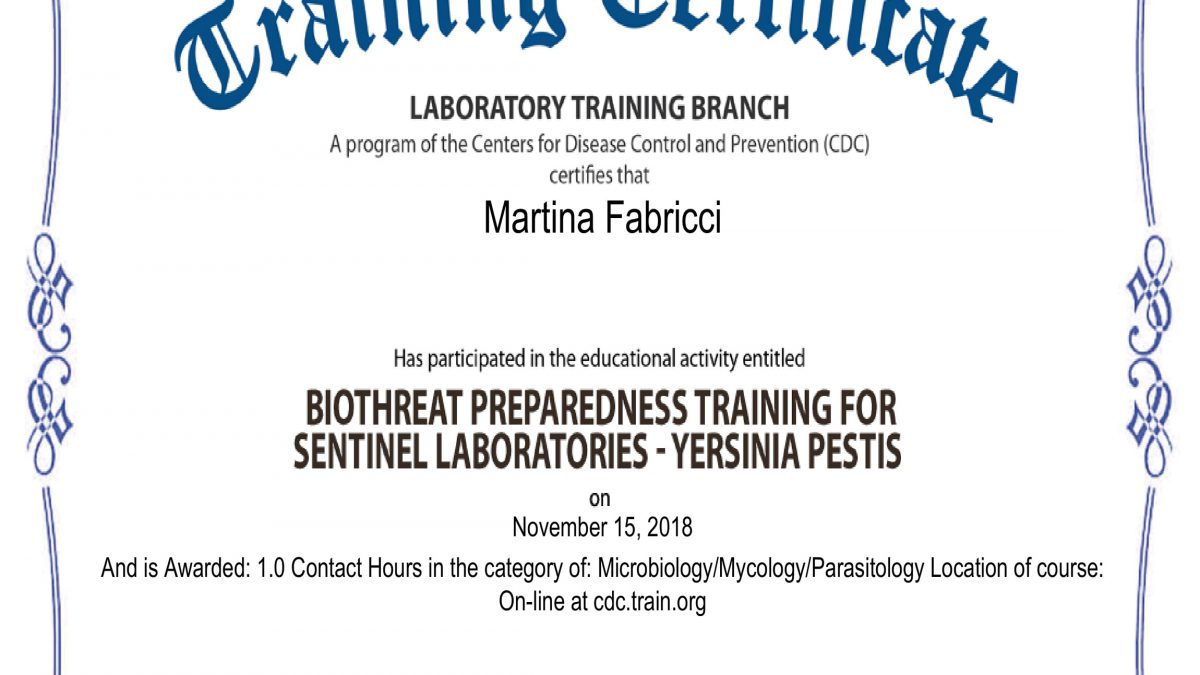 Training Certificate
LABORATORY TRAINING BRANCH
A program of the Centers for Disease Control and Prevention (CDC)
certifies that
Martina Fabricci
Has participated in the educational activity entitled
BIOTHREAT PREPAREDNESS TRAINING FOR
SENTINEL LABORATORIES - YERSINIA PESTIS
on
November 15, 2018
And is Awarded: 1.0 Contact Hours in the category of: Microbiology/Mycology/Parasitology Location of course:
On-line at cdc.train.org